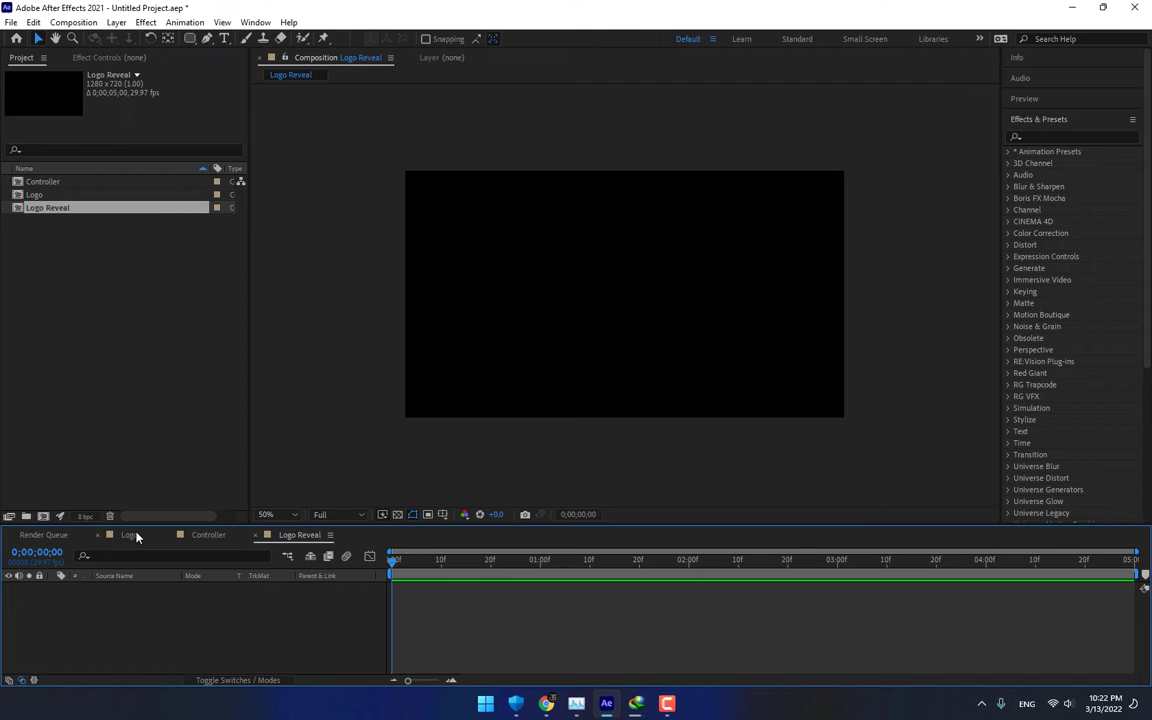 Adobe After Effects 2021 - Untitled Project.aep *
File Edit Composition Layer Effect Animation View Window Help
Snapping Default Learn Standard Small Screen Libraries Search Help
Project Effect Controls (none) Composition Logo Reveal Layer (none) Info
Logo Reveal
1280 x 720 (1.00)
Δ 0;00;05;00, 29.97 fps
Logo Reveal
Audio
Preview
Effects & Presets
Name Type
Controller
Logo
Logo Reveal
* Animation Presets
3D Channel
Audio
Blur & Sharpen
Boris FX Mocha
Channel
CINEMA 4D
Color Correction
Distort
Expression Controls
Generate
Immersive Video
Keying
Matte
Motion Boutique
Noise & Grain
Obsolete
Perspective
RE:Vision Plug-ins
Red Giant
RG Trapcode
RG VFX
Simulation
Stylize
Text
Time
Transition
Universe Blur
Universe Distort
Universe Generators
Universe Glow
Universe Legacy
8 bpc 50% Full +0.0 0;00;00;00
Render Queue Logo Controller Logo Reveal
0;00;00;00
00000 (29.97 fps)
10f 20f 01:00f 10f 20f 02:00f 10f 20f 03:00f 10f 20f 04:00f 10f 20f
# Source Name Mode T .TrkMat Parent & Link
Toggle Switches / Modes
Ae ENG 10:22 PM
3/13/2022